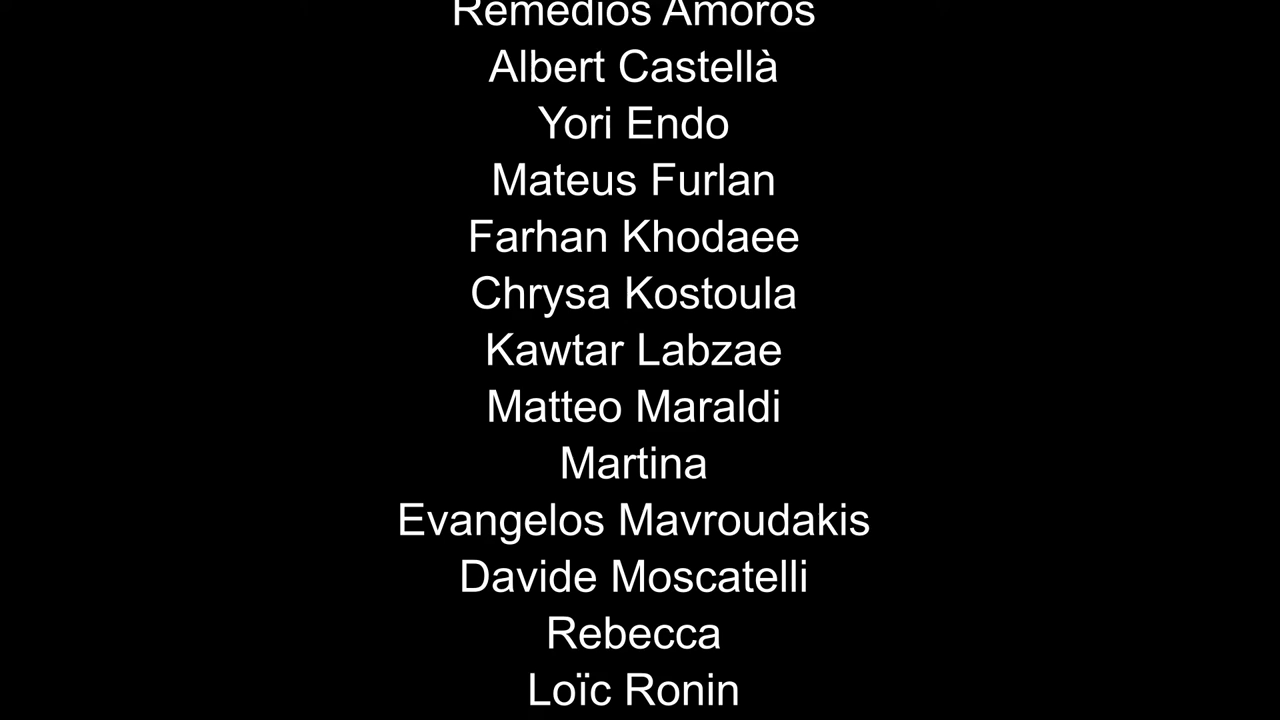 Remedios Amoros
Albert Castellà
Yori Endo
Mateus Furlan
Farhan Khodaee
Chrysa Kostoula
Kawtar Labzae
Matteo Maraldi
Martina
Evangelos Mavroudakis
Davide Moscatelli
Rebecca
Loïc Ronin